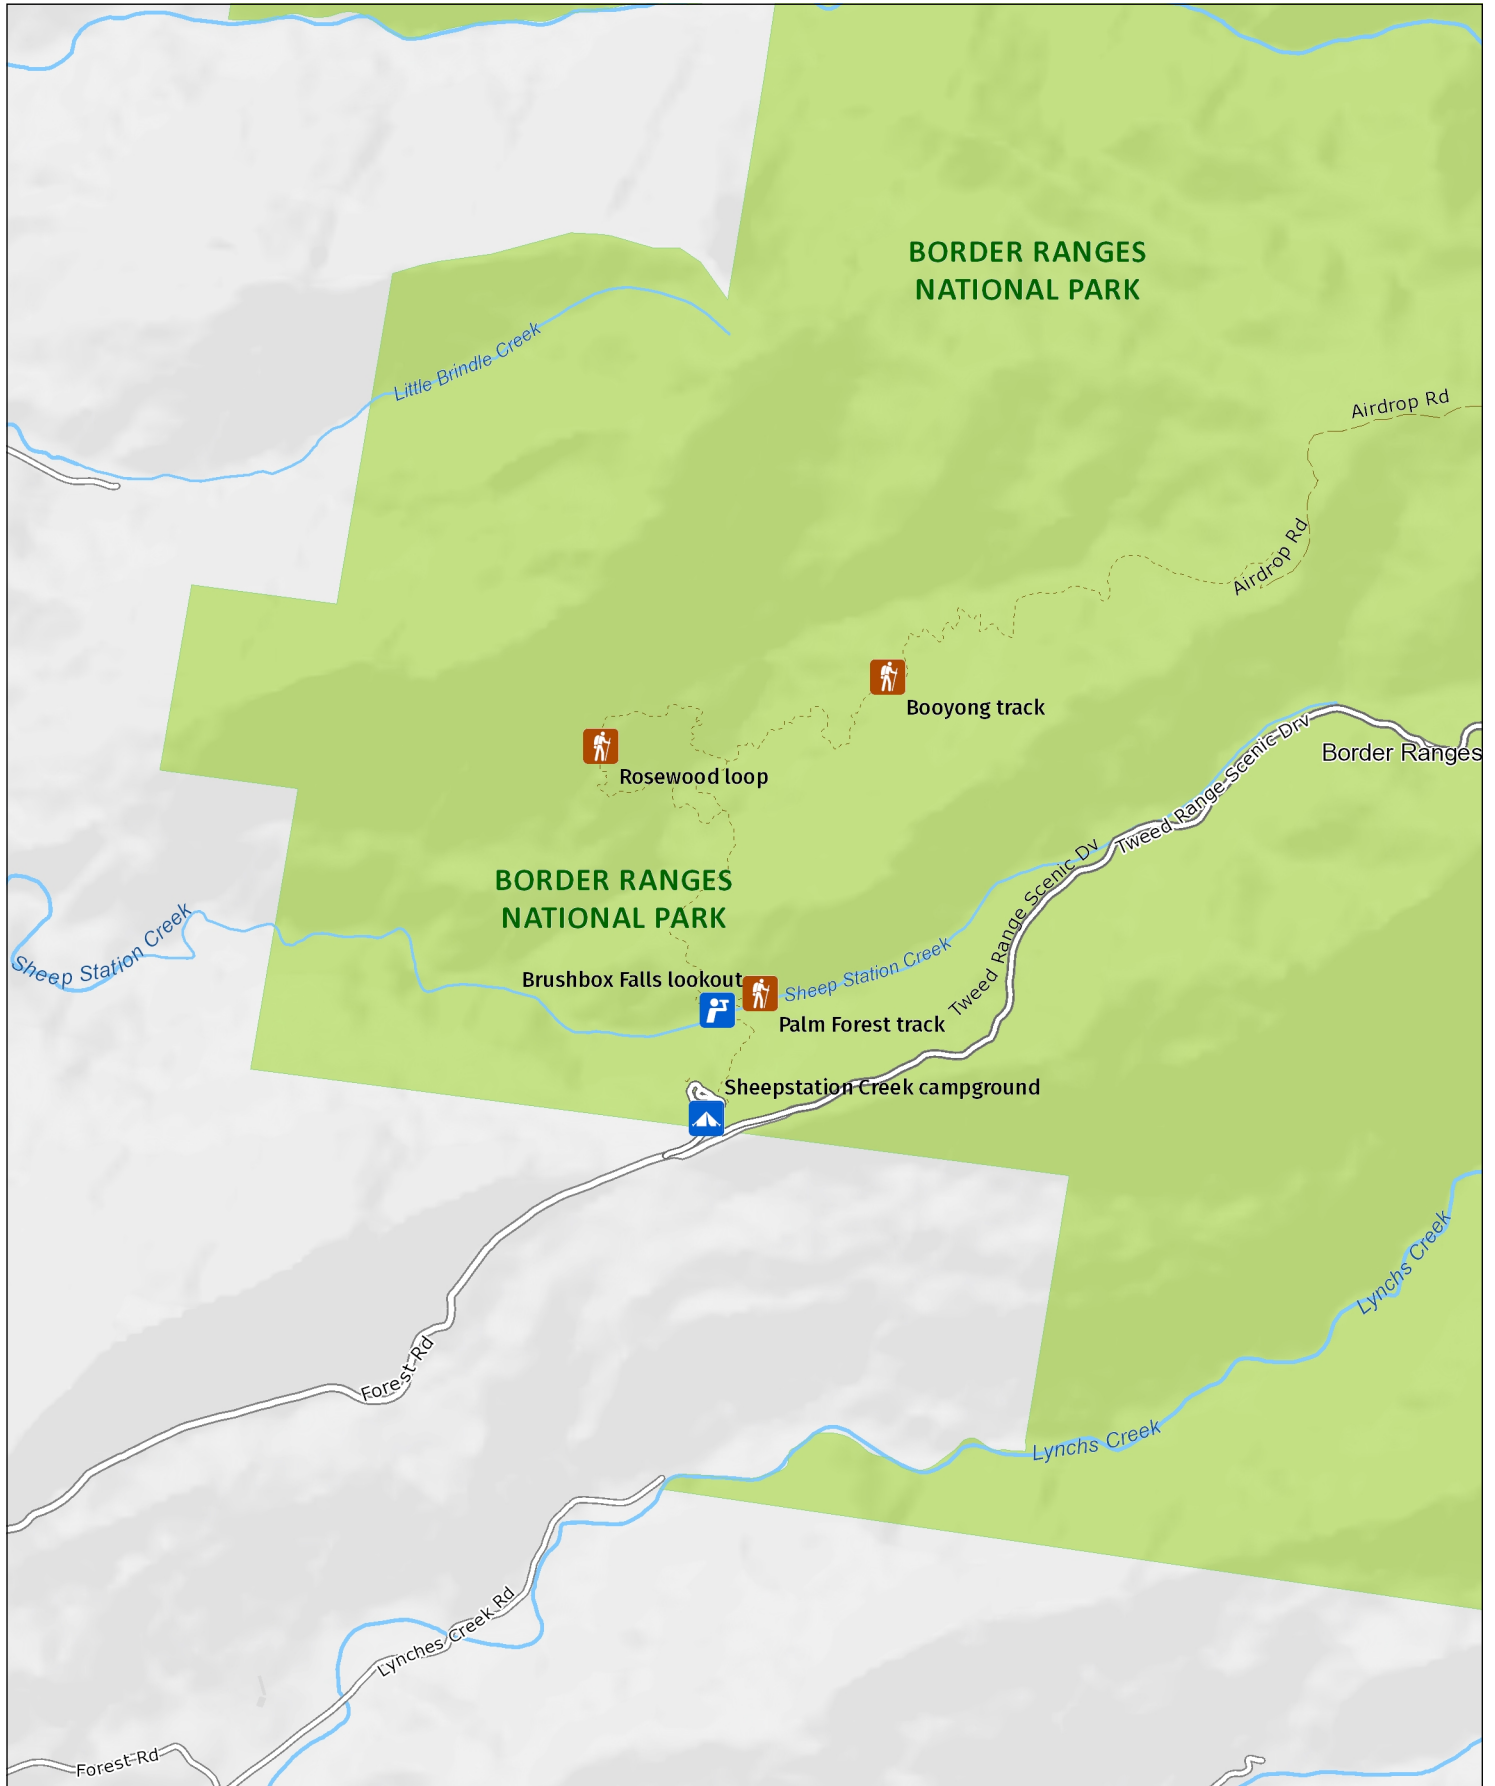 BORDER RANGES
NATIONAL PARK
Little Brindle Creek
Airdrop Rd
Airdrop Rd
Booyong track
Tweed Range Scenic Drv
Border Ranges
Rosewood loop
Tweed Range Scenic Dv
BORDER RANGES
NATIONAL PARK
Sheep Station Creek
Brushbox Falls lookout
Sheep Station Creek
Palm Forest track
Sheepstation Creek campground
Lynchs Creek
Forest Rd
Lynchs Creek
Lynches Creek Rd
Forest Rd